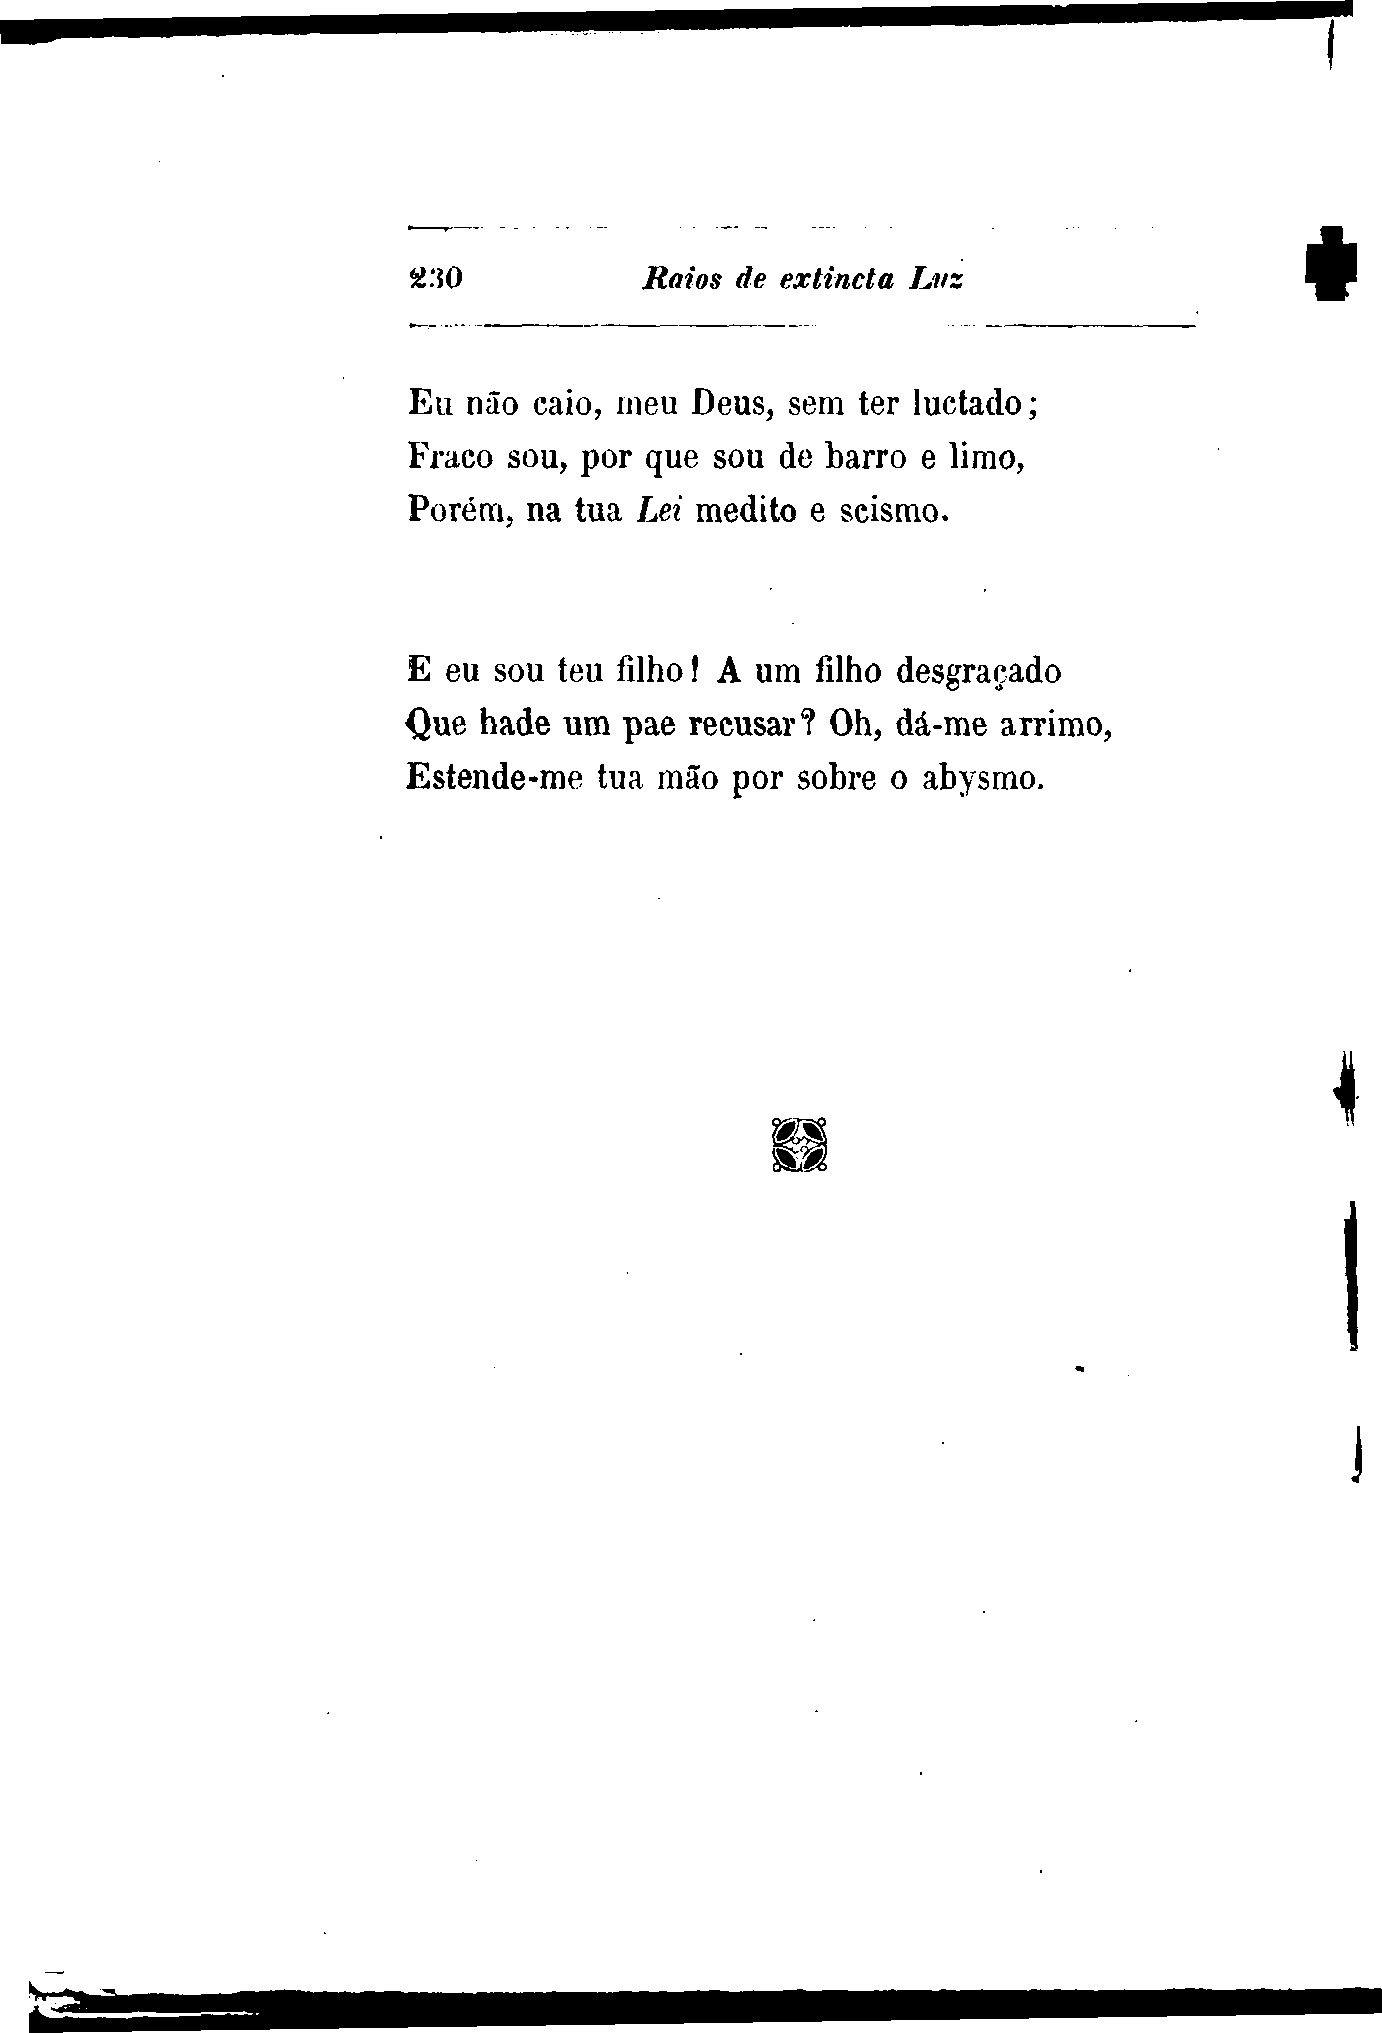 230 Raios de extincta Luz
Eu não caio, meu Deus, sem ter luctado;
Fraco sou, por que sou de barro e limo,
Porém, na tua Lei medito e scismo.
E eu sou teu filho! A um filho desgraçado
Que hade um pae recusar? Oh, dá-me arrimo,
Estende-me tua mão por sobre o abysmo.